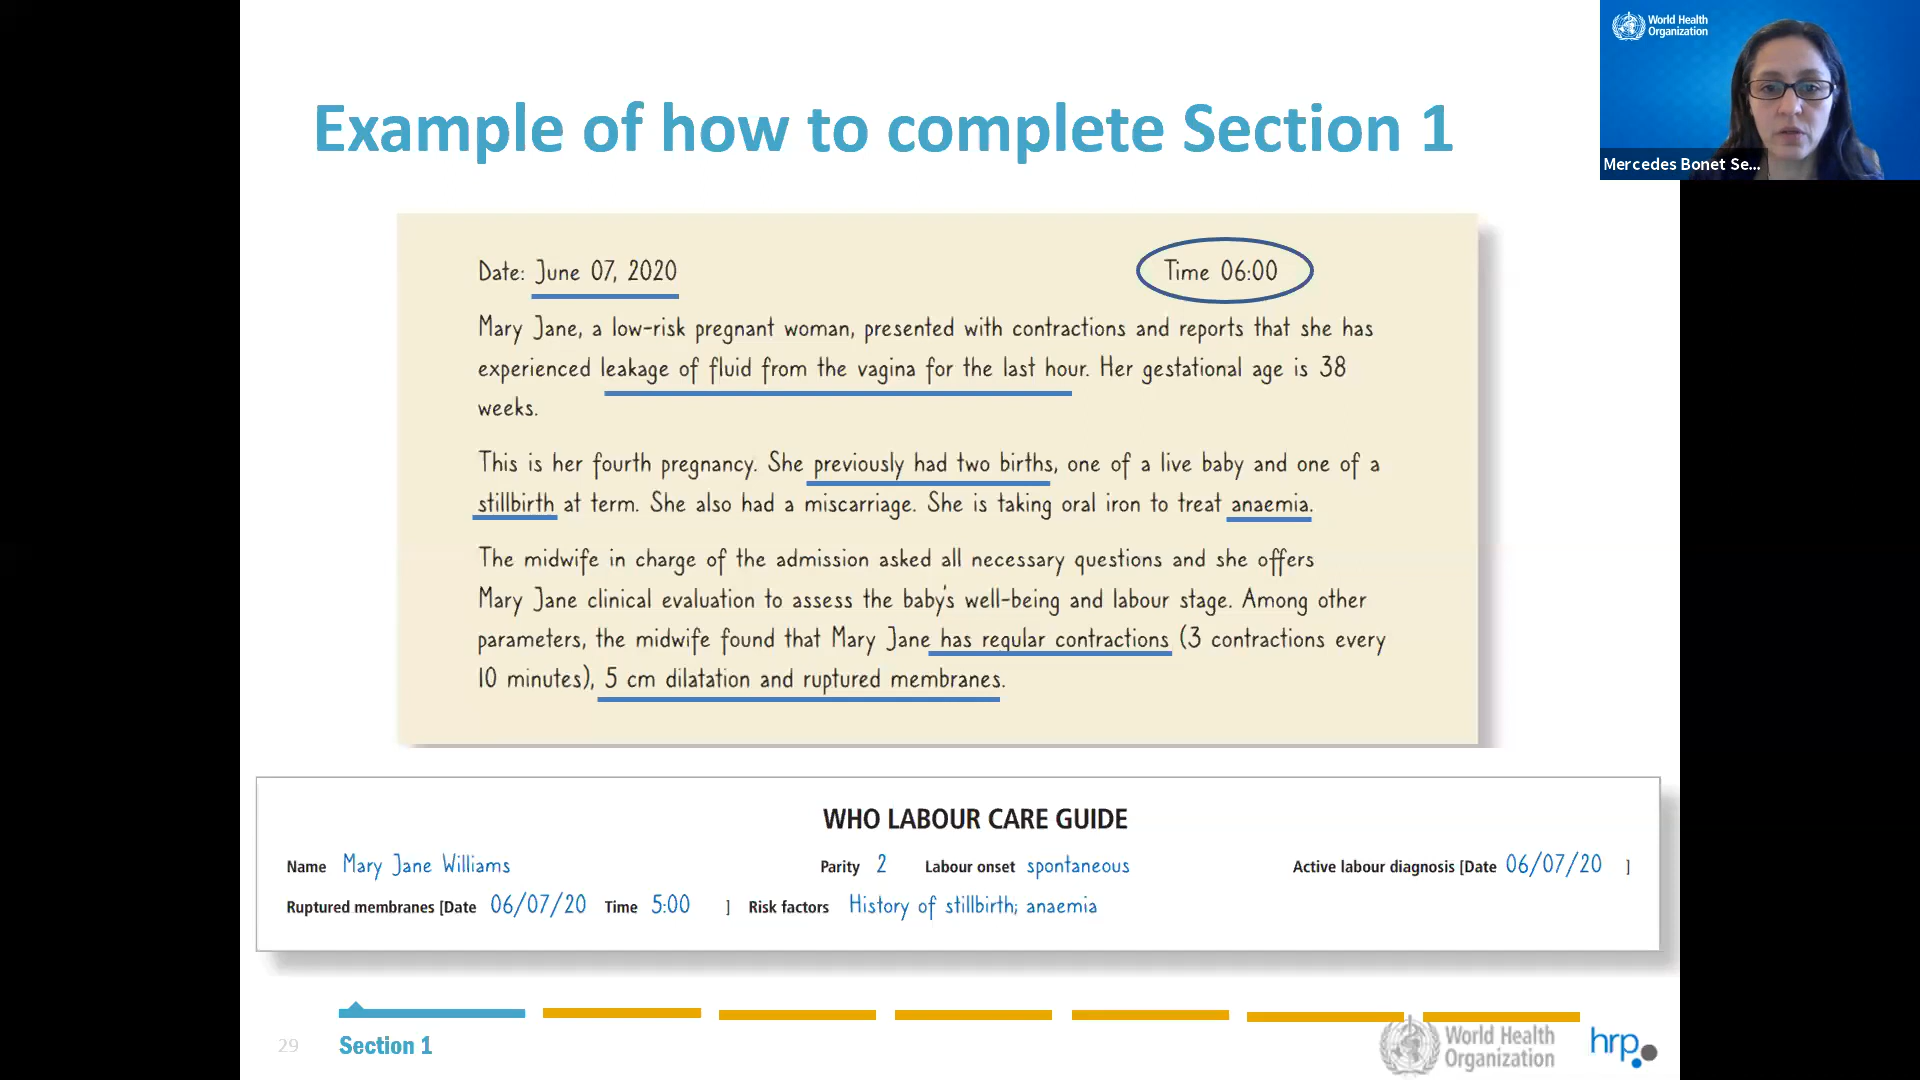 World Health
Organization
Mercedes Bonet Se...
Example of how to complete Section 1
Date: June 07, 2020 Time 06:00
Mary Jane, a low-risk pregnant woman, presented with contractions and reports that she has
experienced leakage of fluid from the vagina for the last hour. Her gestational age is 38
weeks.
This is her fourth pregnancy. She previously had two births, one of a live baby and one of a
stillbirth at term. She also had a miscarriage. She is taking oral iron to treat anaemia.
The midwife in charge of the admission asked all necessary questions and she offers
Mary Jane clinical evaluation to assess the baby's well-being and labour stage. Among other
parameters, the midwife found that Mary Jane has regular contractions (3 contractions every
10 minutes), 5 cm dilatation and ruptured membranes.
WHO LABOUR CARE GUIDE
Name Mary Jane Williams Parity 2 Labour onset spontaneous Active labour diagnosis [Date 06/07/20 ]
Ruptured membranes [Date 06/07/20 Time 5:00 ] Risk factors History of stillbirth; anaemia
29 Section 1
World Health
Organization
hrp